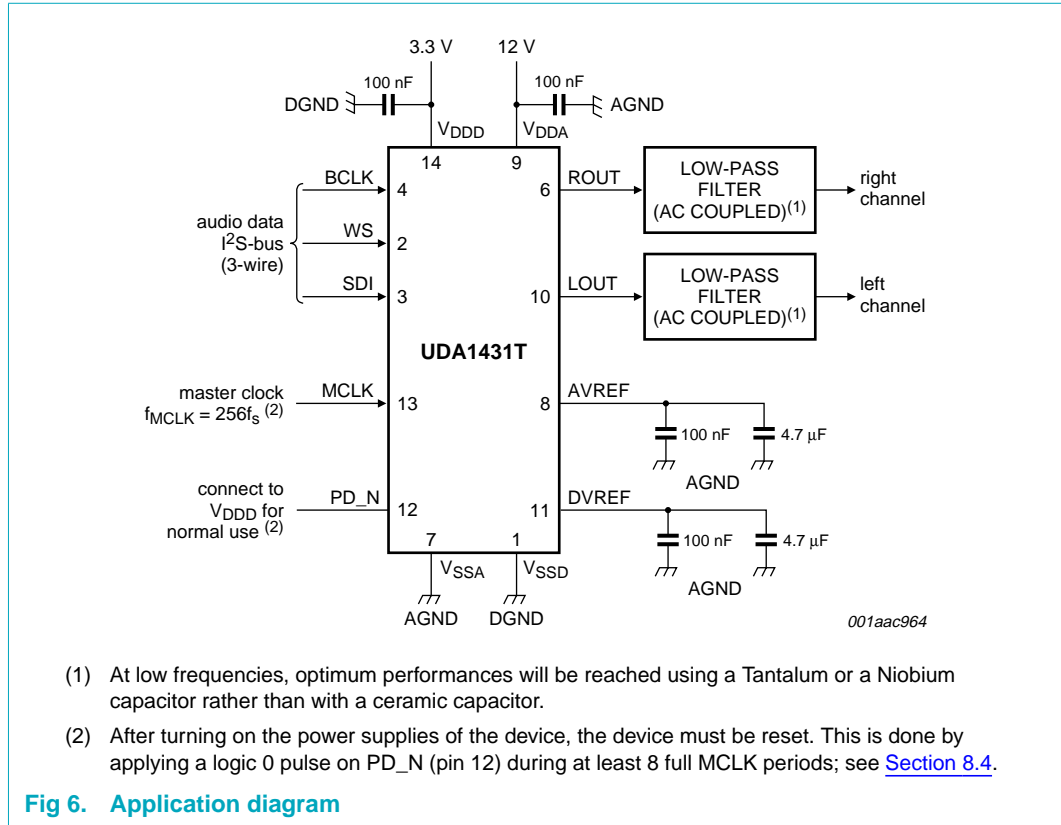 3.3 V
12 V
100 nF
100 nF
DGND
AGND
VDDD
VDDA
14
9
BCLK
4
6
ROUT
LOW-PASS
FILTER
(AC COUPLED)(1)
right
channel
audio data
I2S-bus
(3-wire)
WS
2
SDI
3
10
LOUT
LOW-PASS
FILTER
(AC COUPLED)(1)
left
channel
UDA1431T
master clock
fMCLK = 256fs (2)
MCLK
13
8
AVREF
100 nF
4.7 μF
AGND
connect to
VDDD for
normal use (2)
PD_N
12
11
DVREF
100 nF
4.7 μF
AGND
7
1
VSSA
VSSD
AGND
DGND
001aac964
(1) At low frequencies, optimum performances will be reached using a Tantalum or a Niobium
capacitor rather than with a ceramic capacitor.
(2) After turning on the power supplies of the device, the device must be reset. This is done by
applying a logic 0 pulse on PD_N (pin 12) during at least 8 full MCLK periods; see Section 8.4.
Fig 6. Application diagram